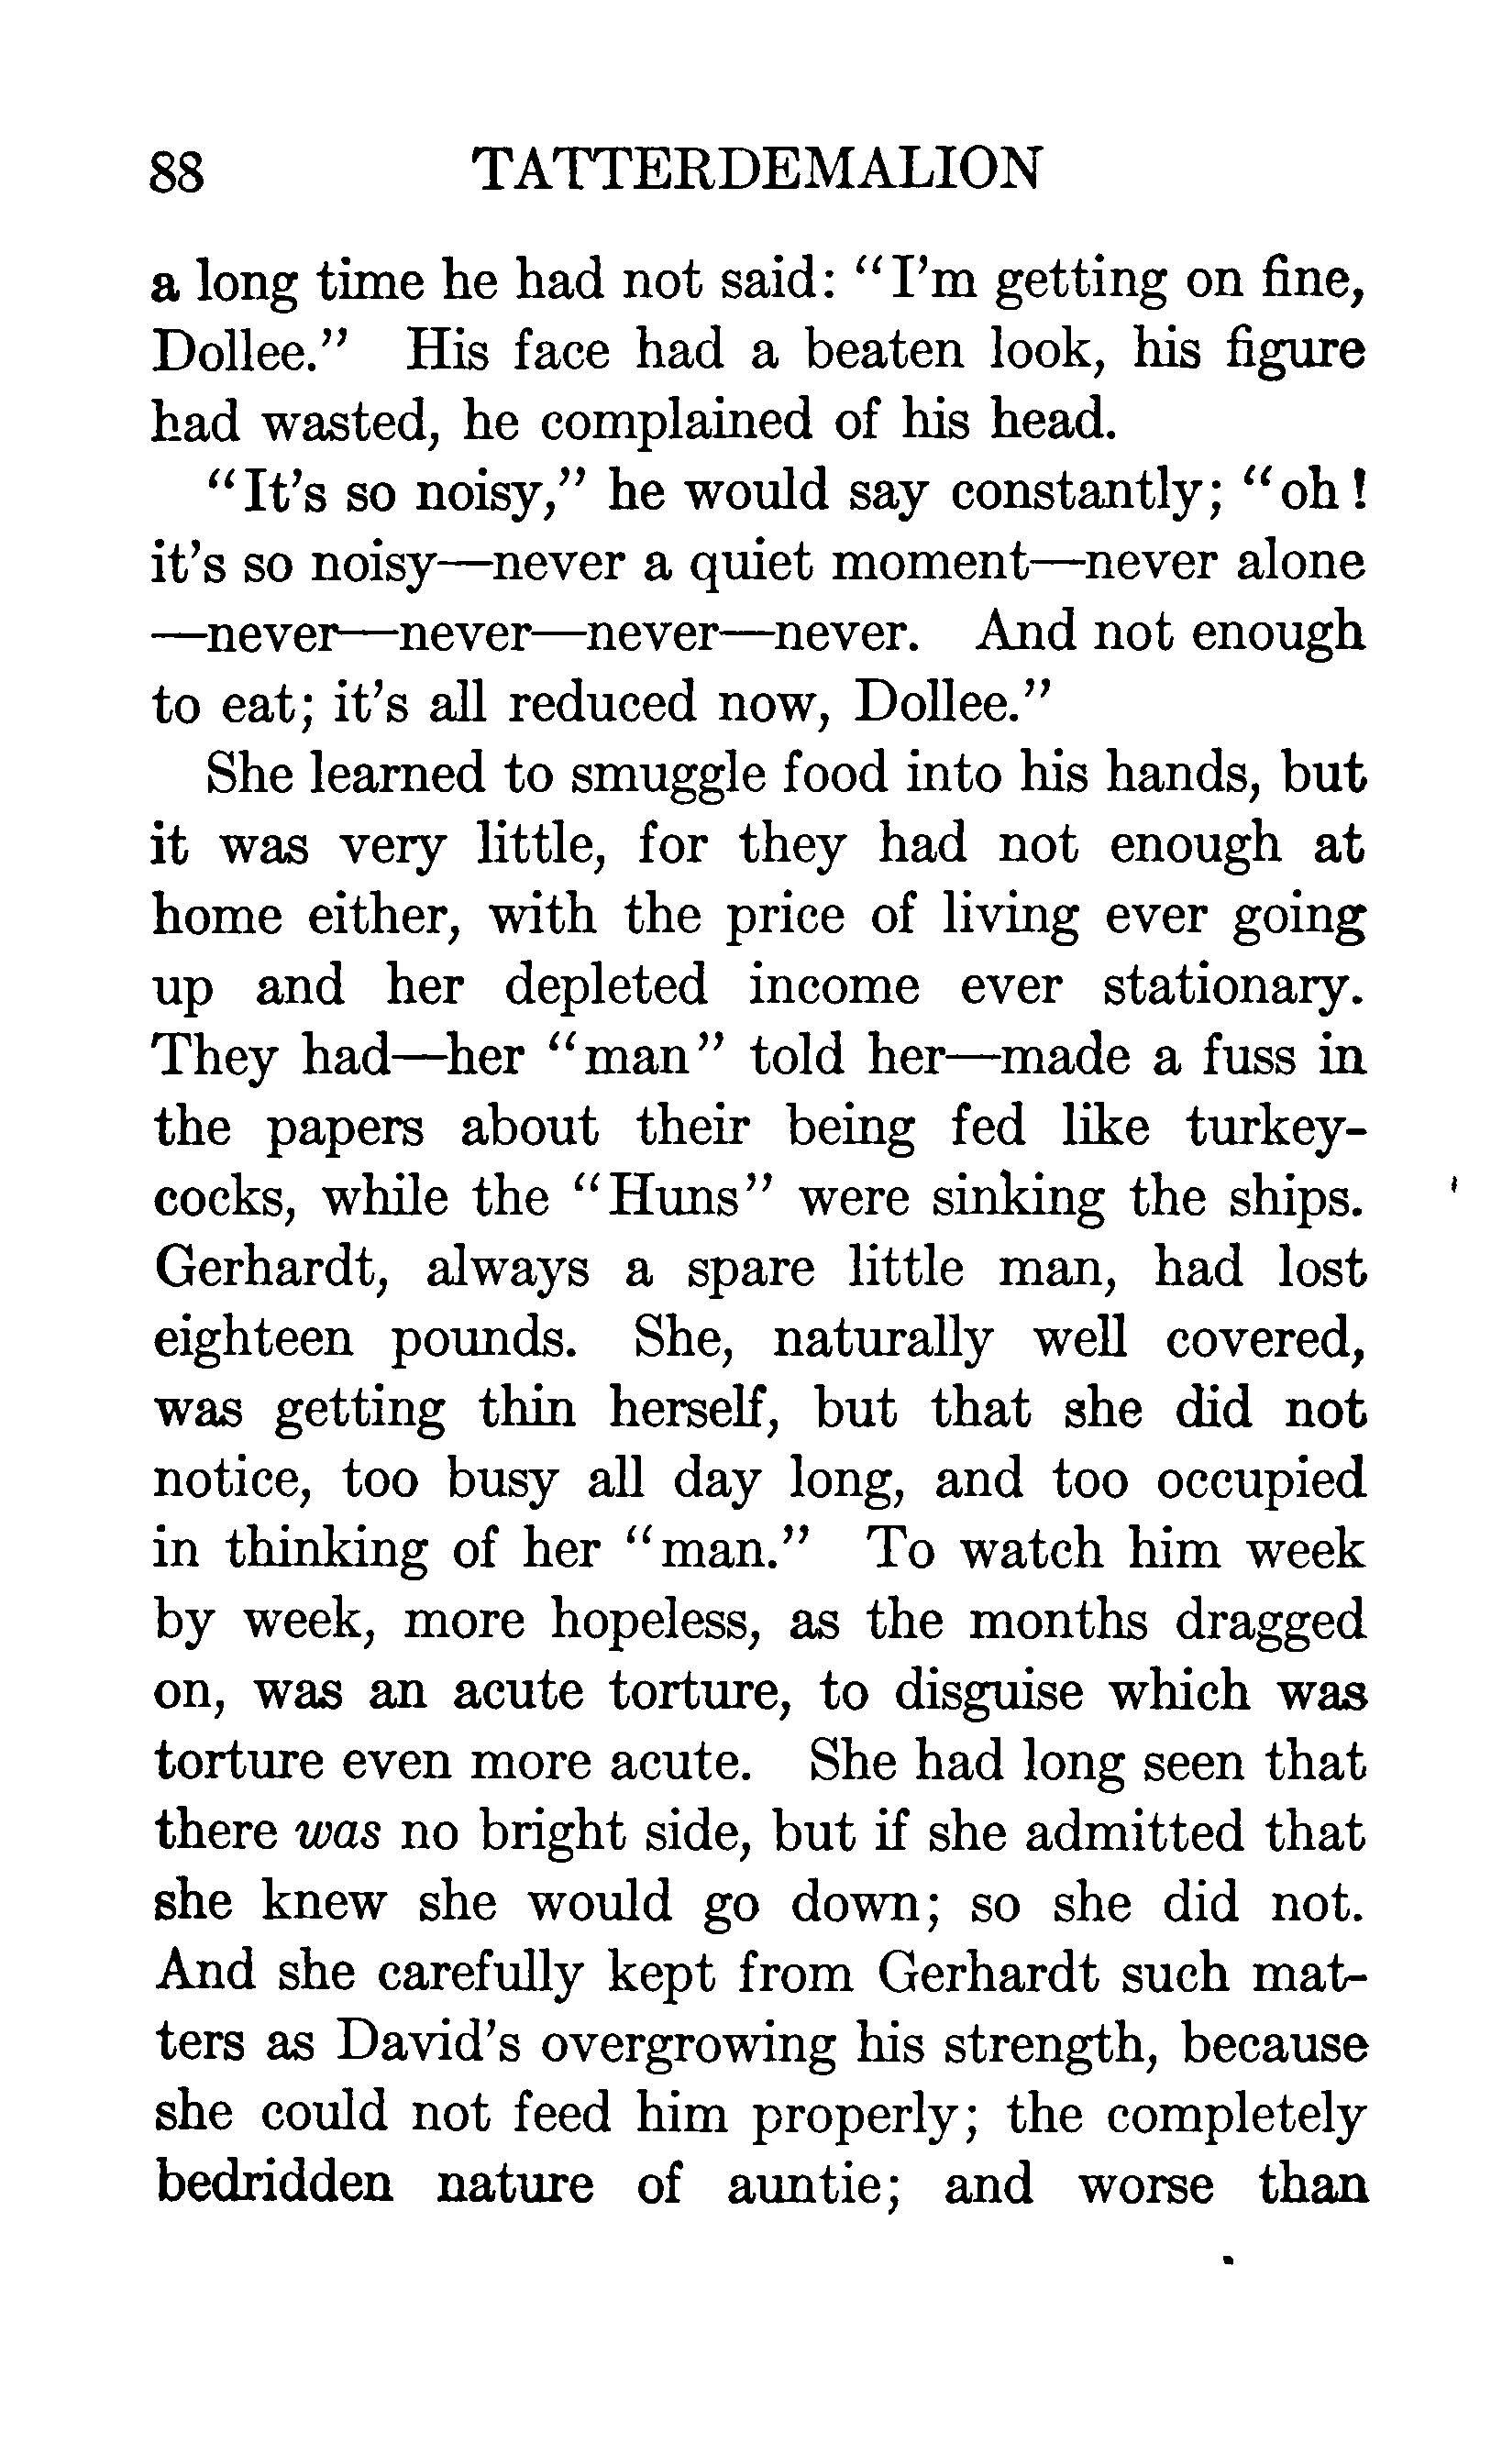 88 TATTERDEMALION
a long time he had not said: “I’m getting on fine,
Dollee.” His face had a beaten look, his figure
had wasted, he complained of his head.
“It’s so noisy,” he would say constantly; “oh!
it’s so noisy—never a quiet moment—never alone
—never—never—never—never. And not enough
to eat; it’s all reduced now, Dollee.”
She learned to smuggle food into his hands, but
it was very little, for they had not enough at
home either, with the price of living ever going
up and her depleted income ever stationary.
They had—her “man” told her—made a fuss in
the papers about their being fed like turkey-
cocks, while the “Huns” were sinking the ships.
Gerhardt, always a spare little man, had lost
eighteen pounds. She, naturally well covered,
was getting thin herself, but that she did not
notice, too busy all day long, and too occupied
in thinking of her “man.” To watch him week
by week, more hopeless, as the months dragged
on, was an acute torture, to disguise which was
torture even more acute. She had long seen that
there was no bright side, but if she admitted that
she knew she would go down; so she did not.
And she carefully kept from Gerhardt such mat-
ters as David’s overgrowing his strength, because
she could not feed him properly; the completely
bedridden nature of auntie; and worse than